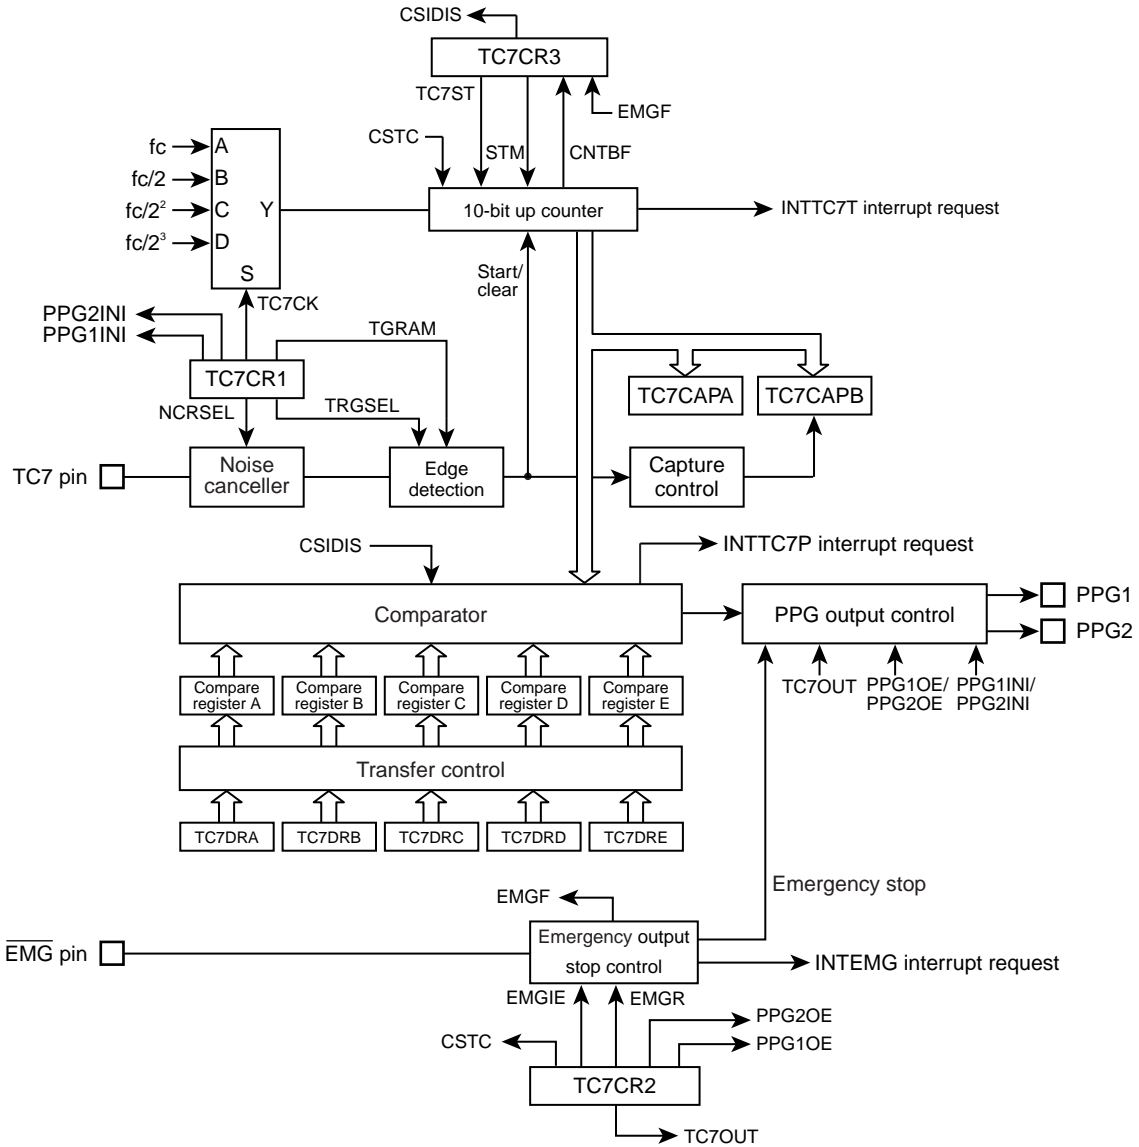 CSIDIS
TC7CR3
TC7ST
EMGF
CSTC
STM
CNTBF
fc
A
fc/2
B
fc/2²
C
Y
10-bit up counter
INTTC7T interrupt request
fc/2³
D
S
Start/
clear
TC7CK
PPG2INI
PPG1INI
TGRAM
TC7CR1
TC7CAPA
TC7CAPB
NCRSEL
TRGSEL
TC7 pin
Noise
canceller
Edge
detection
Capture
control
CSIDIS
INTTC7P interrupt request
Comparator
PPG output control
PPG1
PPG2
Compare
register A
Compare
register B
Compare
register C
Compare
register D
Compare
register E
TC7OUT
PPG1OE/
PPG2OE
PPG1INI/
PPG2INI
Transfer control
TC7DRA
TC7DRB
TC7DRC
TC7DRD
TC7DRE
Emergency stop
EMGF
EMG pin
Emergency output
stop control
INTEMG interrupt request
EMGIE
EMGR
PPG2OE
CSTC
PPG1OE
TC7CR2
TC7OUT